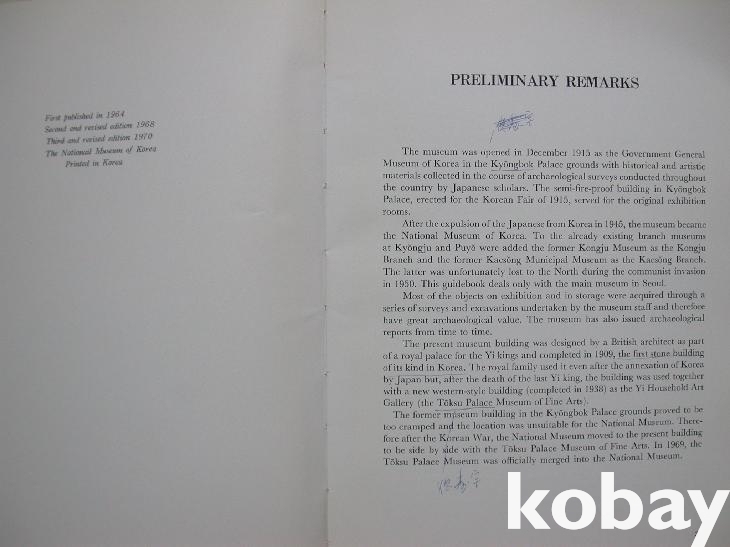 First published in 1964
Second and revised edition 1968
Third and revised edition 1970
The National Museum of Korea
Printed in Korea
PRELIMINARY REMARKS
The museum was opened in December 1915 as the Government General
Museum of Korea in the Kyŏngbok Palace grounds with historical and artistic
materials collected in the course of archaeological surveys conducted throughout
the country by Japanese scholars. The semi-fire-proof building in Kyŏngbok
Palace, erected for the Korean Fair of 1915, served for the original exhibition
rooms.
After the expulsion of the Japanese from Korea in 1945, the museum became
the National Museum of Korea. To the already existing branch museums
at Kyŏngju and Puyŏ were added the former Kongju Museum as the Kongju
Branch and the former Kaesŏng Municipal Museum as the Kaesŏng Branch.
The latter was unfortunately lost to the North during the communist invasion
in 1950. This guidebook deals only with the main museum in Seoul.
Most of the objects on exhibition and in storage were acquired through a
series of surveys and excavations undertaken by the museum staff and therefore
have great archaeological value. The museum has also issued archaeological
reports from time to time.
The present museum building was designed by a British architect as part
of a royal palace for the Yi kings and completed in 1909, the first stone building
of its kind in Korea. The royal family used it even after the annexation of Korea
by Japan but, after the death of the last Yi king, the building was used together
with a new western-style building (completed in 1938) as the Yi Household Art
Gallery (the Tŏksu Palace Museum of Fine Arts).
The former museum building in the Kyŏngbok Palace grounds proved to be
too cramped and the location was unsuitable for the National Museum. There-
fore after the Korean War, the National Museum moved to the present building
to be side by side with the Tŏksu Palace Museum of Fine Arts. In 1969, the
Tŏksu Palace Museum was officially merged into the National Museum.
kobay